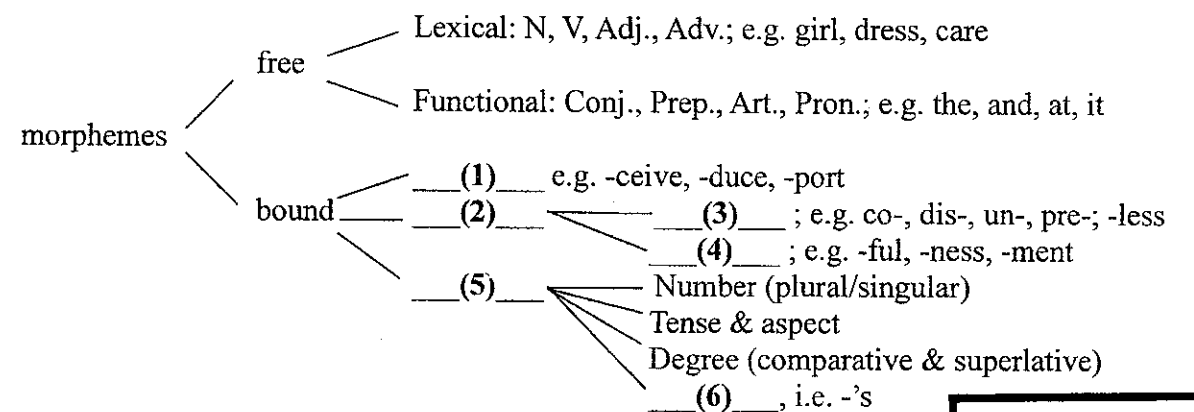 Lexical: N, V, Adj., Adv.; e.g. girl, dress, care
free
Functional: Conj., Prep., Art., Pron.; e.g. the, and, at, it
morphemes
___(1)___ e.g. -ceive, -duce, -port
bound ___(2)___ ___(3)___ ; e.g. co-, dis-, un-, pre-; -less
___(4)___ ; e.g. -ful, -ness, -ment
___(5)___ Number (plural/singular)
Tense & aspect
Degree (comparative & superlative)
___(6)___, i.e. -'s